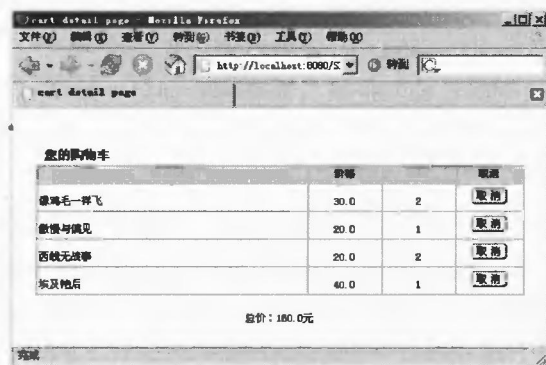 cart detail page - Mozilla Firefox
文件(F) 编辑(E) 查看(V) 转到(G) 书签(B) 工具(T) 帮助(H)
http://localhost:8080/S 转到
cart detail page
您的购物车
价格 取消
像鸡毛一样飞 30.0 2 取消
傲慢与偏见 20.0 1 取消
西线无战事 20.0 2 取消
埃及艳后 40.0 1 取消
总价：160.0元
完成